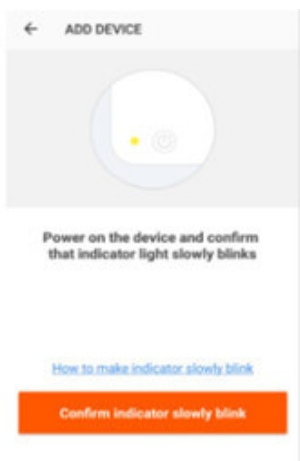 ADD DEVICE
Power on the device and confirm
that indicator light slowly blinks
How to make indicator slowly blink
Confirm indicator slowly blink